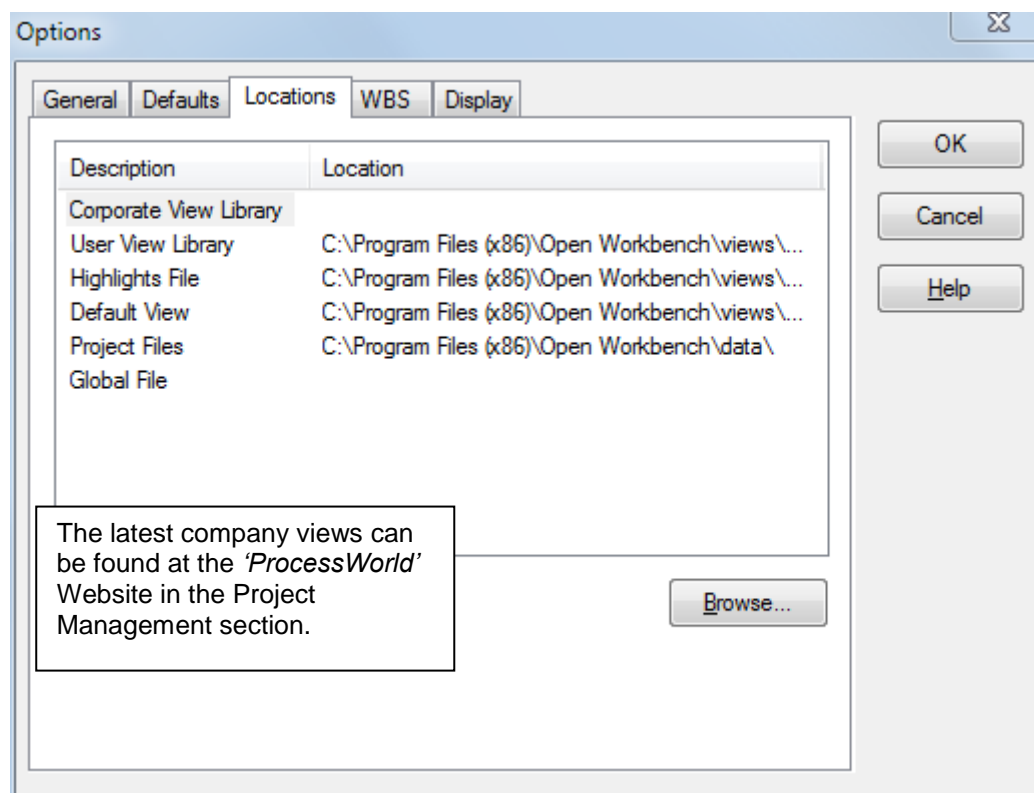 Options
General Defaults Locations WBS Display
OK
Description Location
Corporate View Library
Cancel
User View Library C:\Program Files (x86)\Open Workbench\views\...
Highlights File C:\Program Files (x86)\Open Workbench\views\...
Help
Default View C:\Program Files (x86)\Open Workbench\views\...
Project Files C:\Program Files (x86)\Open Workbench\data\
Global File
The latest company views can
be found at the ‘ProcessWorld’
Website in the Project
Management section.
Browse...